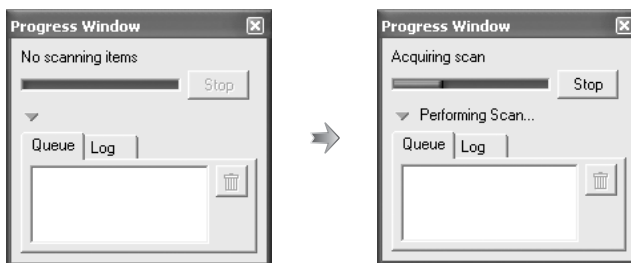 Progress Window
No scanning items
Stop
Queue Log
Progress Window
Acquiring scan
Stop
Performing Scan...
Queue Log